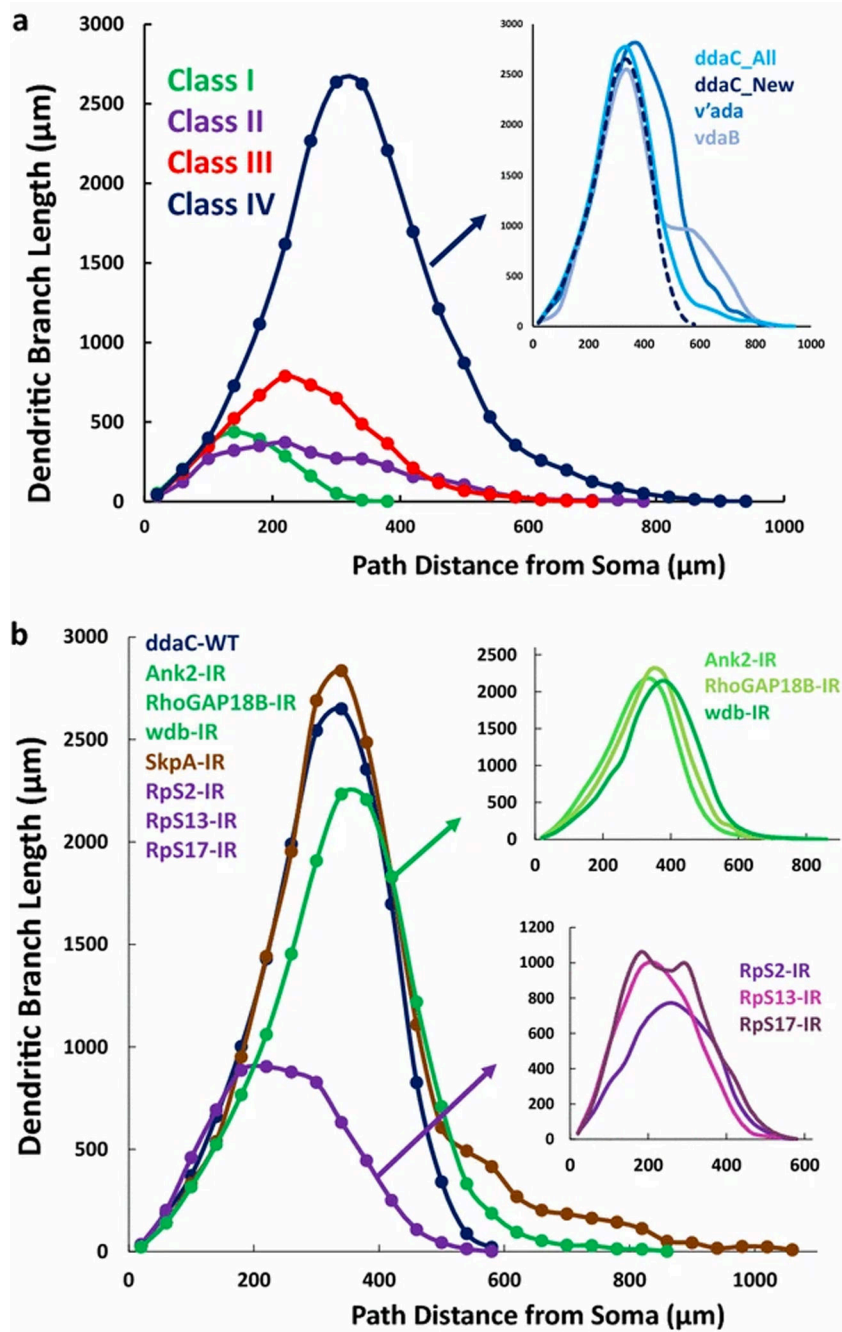 a
Dendritic Branch Length (µm)
3000
2500
2000
1500
1000
500
0
Class I
Class II
Class III
Class IV
0 200 400 600 800 1000
Path Distance from Soma (µm)
3000
2500
2000
1500
1000
500
0
ddaC_All
ddaC_New
v'ada
vdaB
0 200 400 600 800 1000
b
Dendritic Branch Length (µm)
3000
2500
2000
1500
1000
500
0
ddaC-WT
Ank2-IR
RhoGAP18B-IR
wdb-IR
SkpA-IR
RpS2-IR
RpS13-IR
RpS17-IR
0 200 400 600 800 1000
Path Distance from Soma (µm)
2500
2000
1500
1000
500
0
Ank2-IR
RhoGAP18B-IR
wdb-IR
0 200 400 600 800
1200
1000
800
600
400
200
0
RpS2-IR
RpS13-IR
RpS17-IR
0 200 400 600